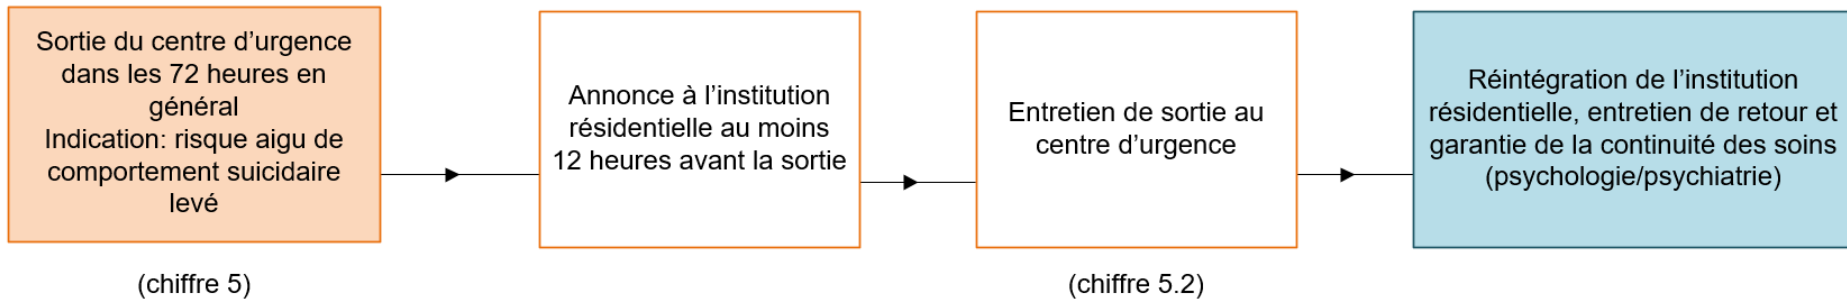 Sortie du centre d’urgence
dans les 72 heures en
général
Indication: risque aigu de
comportement suicidaire
levé
(chiffre 5)
Annonce à l’institution
résidentielle au moins
12 heures avant la sortie
Entretien de sortie au
centre d’urgence
(chiffre 5.2)
Réintégration de l’institution
résidentielle, entretien de retour et
garantie de la continuité des soins
(psychologie/psychiatrie)